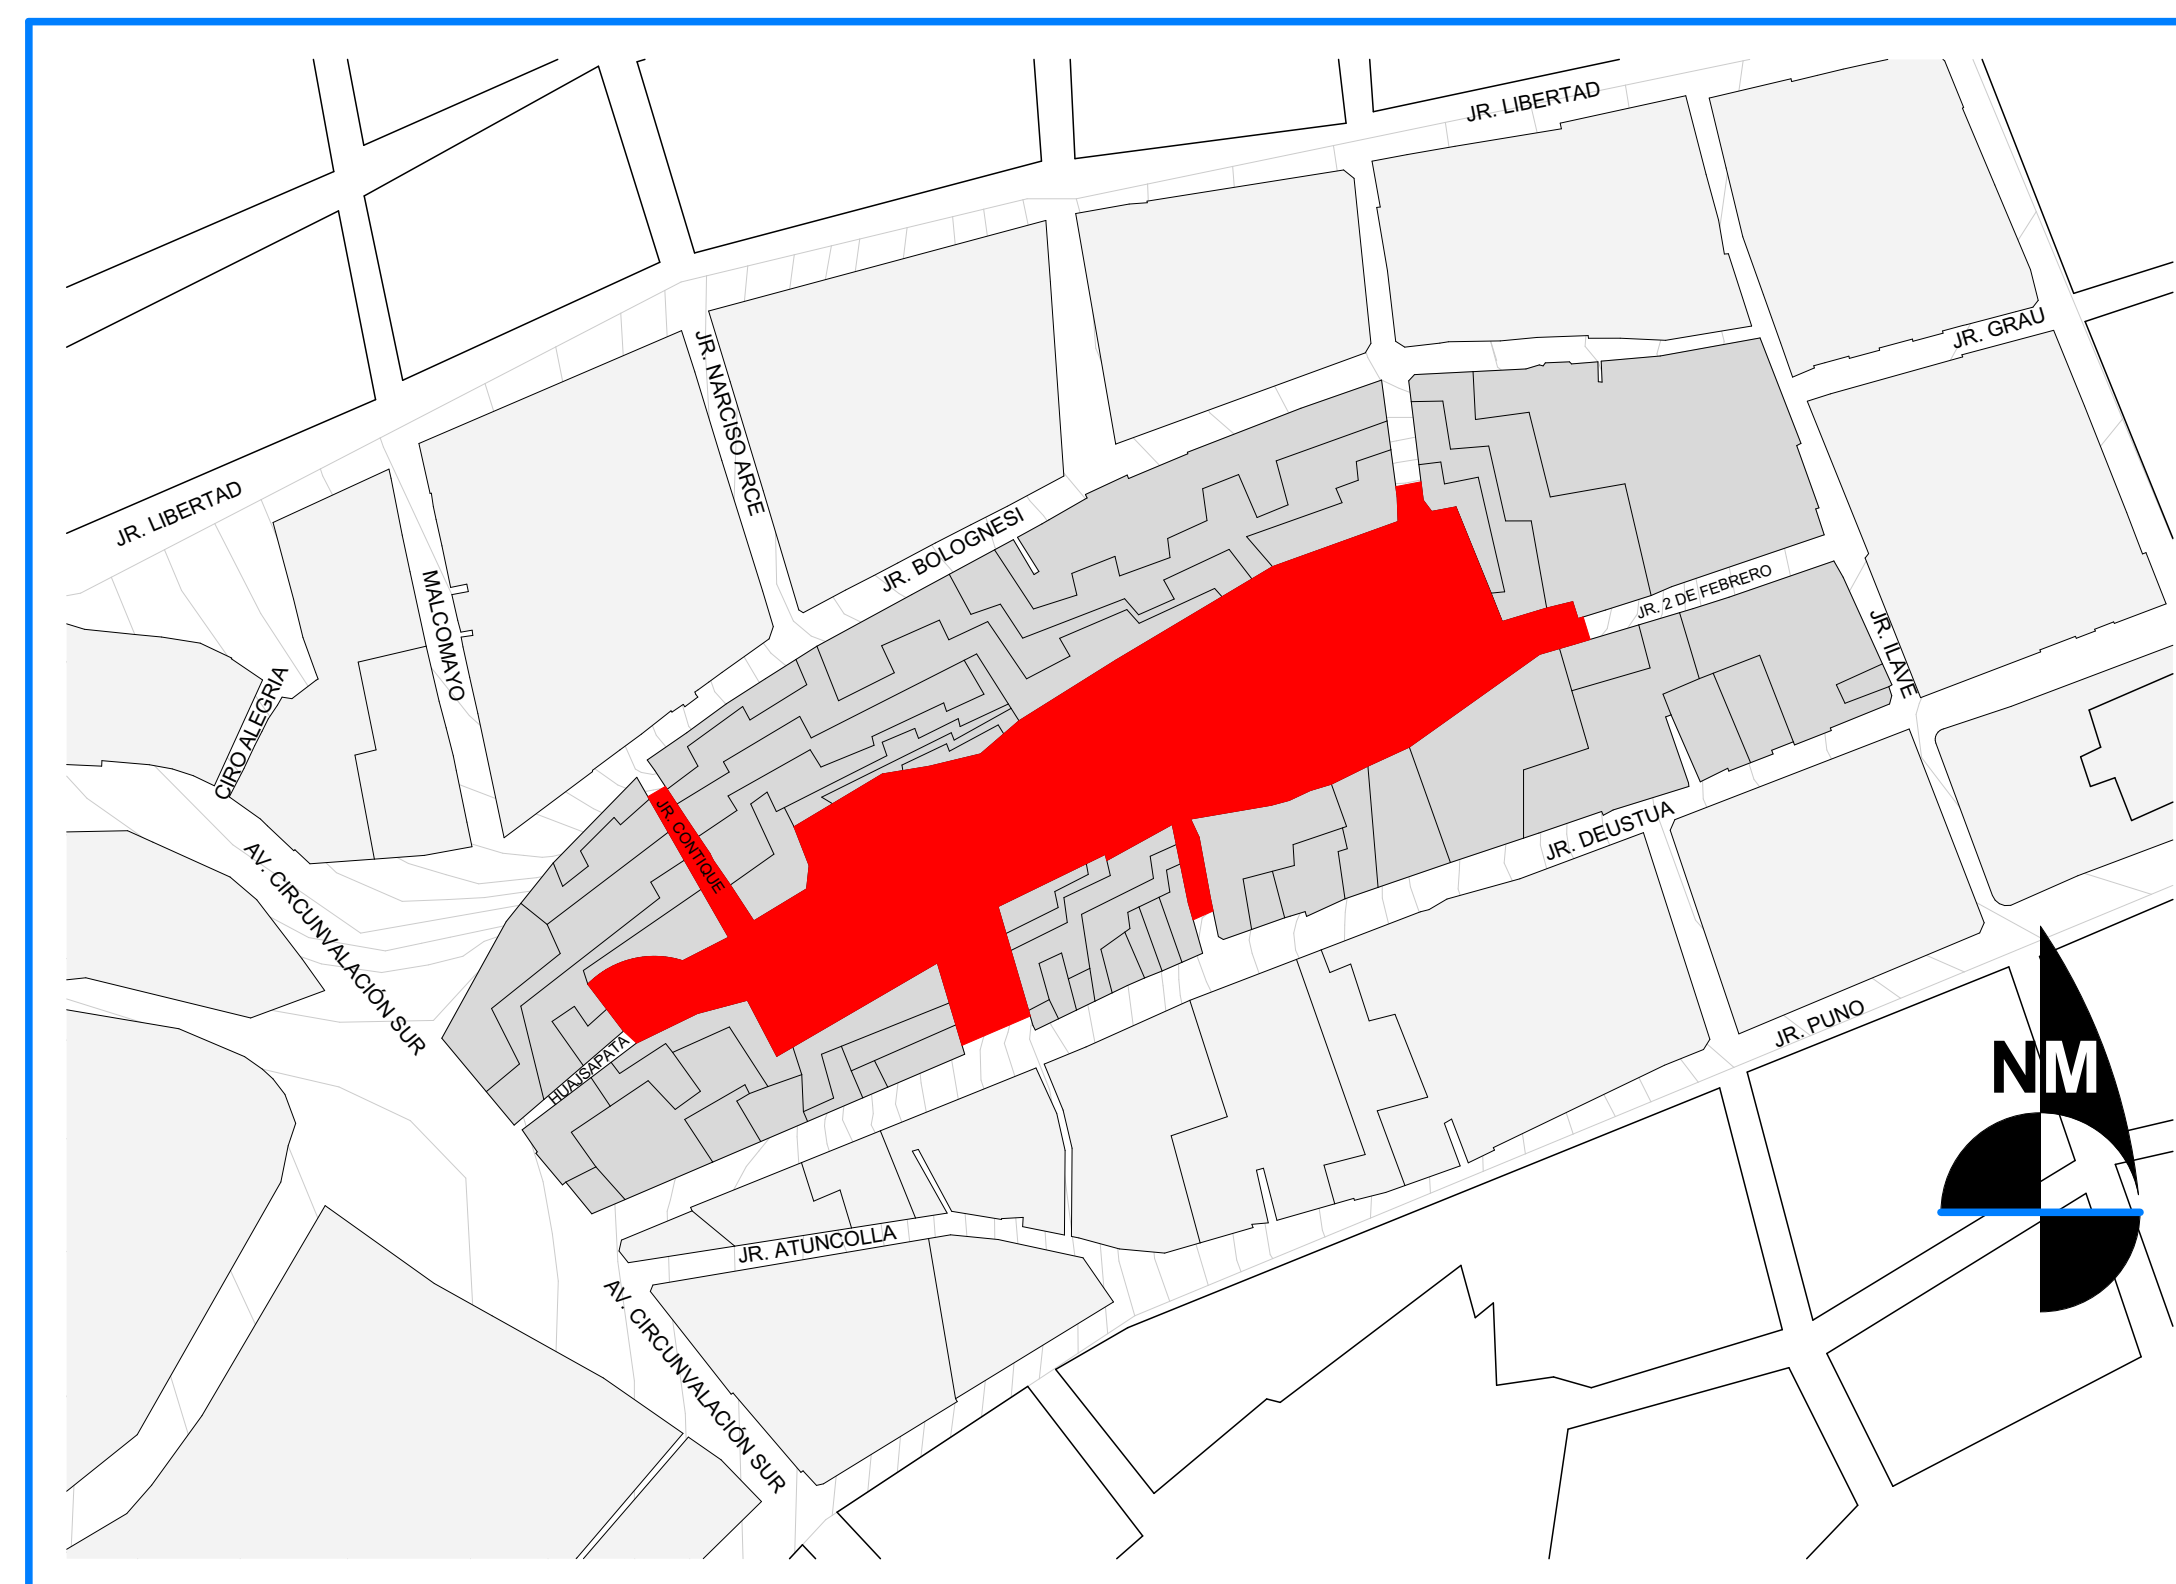 JR. LIBERTAD
JR. GRAU
JR. NARCISO ARCE
JR. LIBERTAD
JR. BOLOGNESI
MALCOMAYO
JR. 2 DE FEBRERO
JR. ILAVE
CIRO ALEGRIA
JR. CONTIQUE
JR. DEUSTUA
AV. CIRCUNVALACIÓN SUR
JR. PUNO
HUAJSAPATA
NM
JR. ATUNCOLLA
AV. CIRCUNVALACIÓN SUR